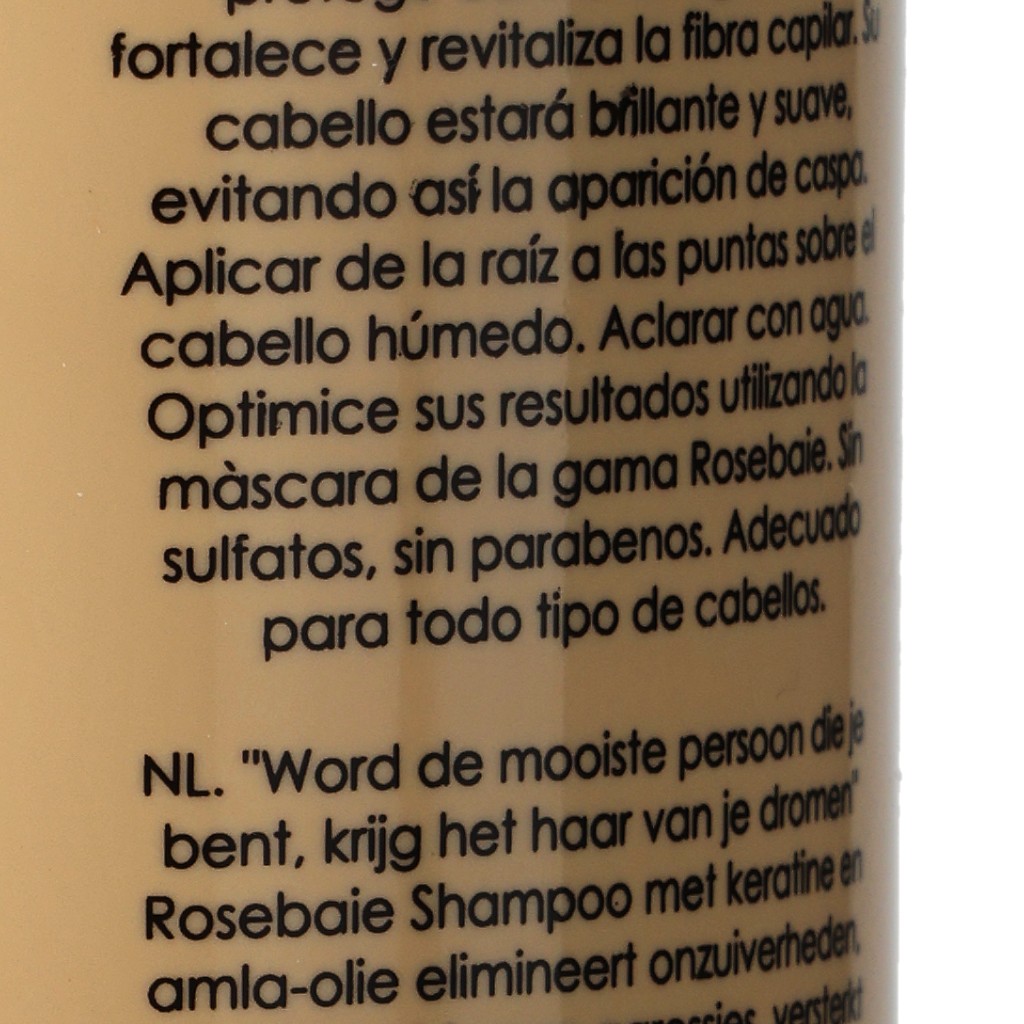 fortalece y revitaliza la fibra capilar. Su
cabello estará brillante y suave,
evitando así la aparición de caspa.
Aplicar de la raíz a las puntas sobre el
cabello húmedo. Aclarar con agua.
Optimice sus resultados utilizando la
màscara de la gama Rosebaie. Sin
sulfatos, sin parabenos. Adecuado
para todo tipo de cabellos.
NL. "Word de mooiste persoon die je
bent, krijg het haar van je dromen"
Rosebaie Shampoo met keratine en
amla-olie elimineert onzuiverheden,
versterkt